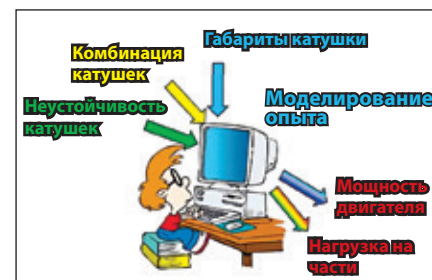 Габариты катушки
Комбинация
катушек
Неустойчивость
катушек
Моделирование
опыта
Мощность
двигателя
Нагрузка на
части